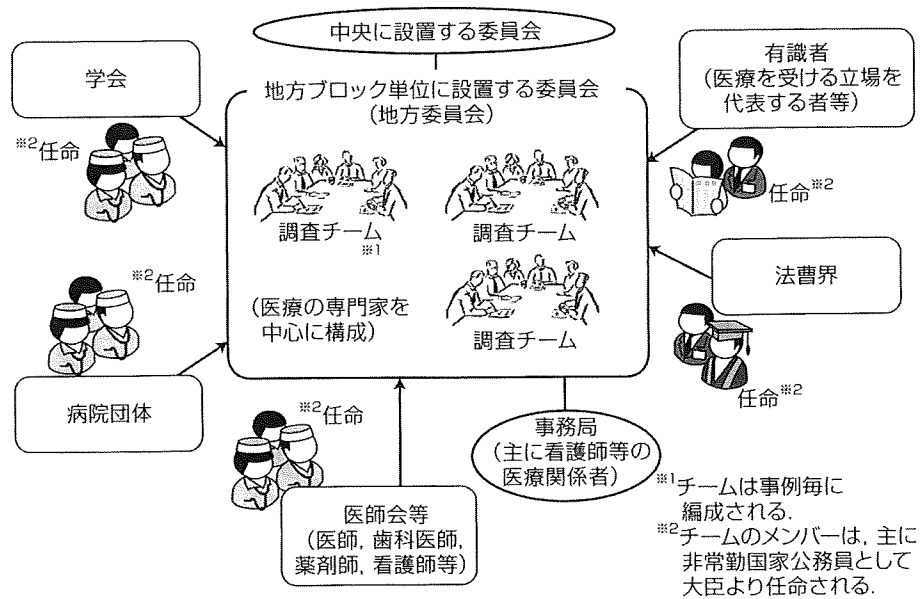 中央に設置する委員会
学会
※2任命
地方ブロック単位に設置する委員会
(地方委員会)
有識者
(医療を受ける立場を
代表する者等)
任命※2
調査チーム
※1
調査チーム
※2任命
(医療の専門家を
中心に構成)
調査チーム
法曹界
任命※2
病院団体
※2任命
事務局
(主に看護師等の
医療関係者)
医師会等
(医師, 歯科医師,
薬剤師, 看護師等)
※1チームは事例毎に
編成される.
※2チームのメンバーは, 主に
非常勤国家公務員として
大臣より任命される.